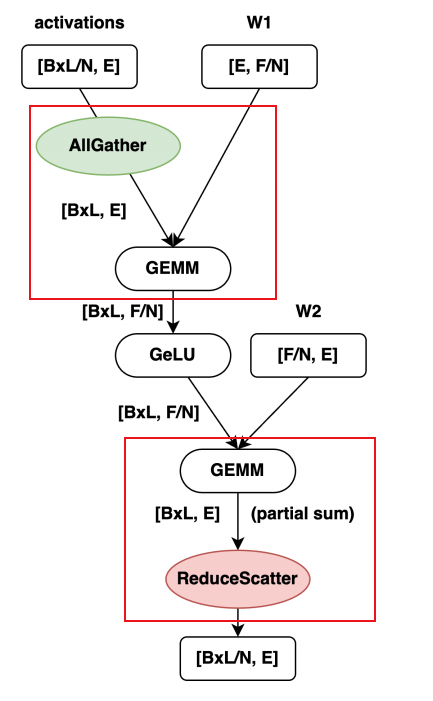 activations
W1
[BxL/N, E]
[E, F/N]
AllGather
[BxL, E]
GEMM
[BxL, F/N]
W2
GeLU
[F/N, E]
[BxL, F/N]
GEMM
[BxL, E]
(partial sum)
ReduceScatter
[BxL/N, E]